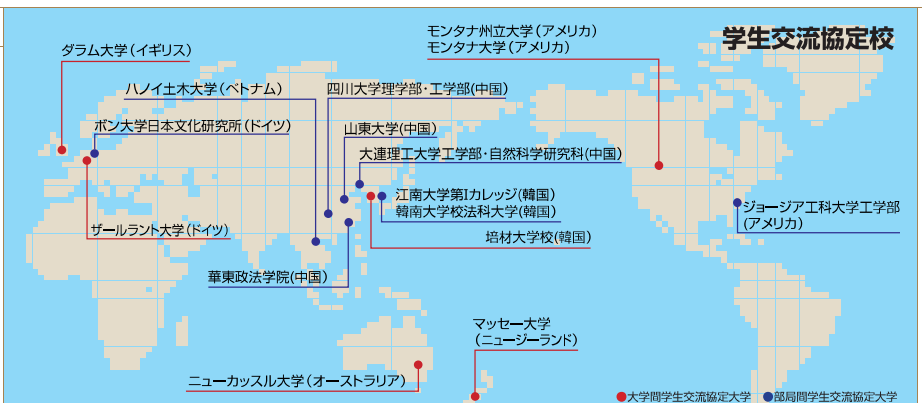 学生交流協定校
モンタナ州立大学（アメリカ）
モンタナ大学（アメリカ）
ダラム大学（イギリス）
ハノイ土木大学（ベトナム）
四川大学理学部・工学部(中国)
ボン大学日本文化研究所（ドイツ）
山東大学(中国)
大連理工大学工学部・自然科学研究科(中国)
江南大学第Iカレッジ(韓国)
韓南大学校法科大学(韓国)
ジョージア工科大学工学部
（アメリカ）
ザールラント大学（ドイツ）
培材大学校(韓国)
華東政法学院(中国)
マッセー大学
（ニュージーランド）
ニューカッスル大学（オーストラリア）
●大学間学生交流協定大学 ●部局間学生交流協定大学